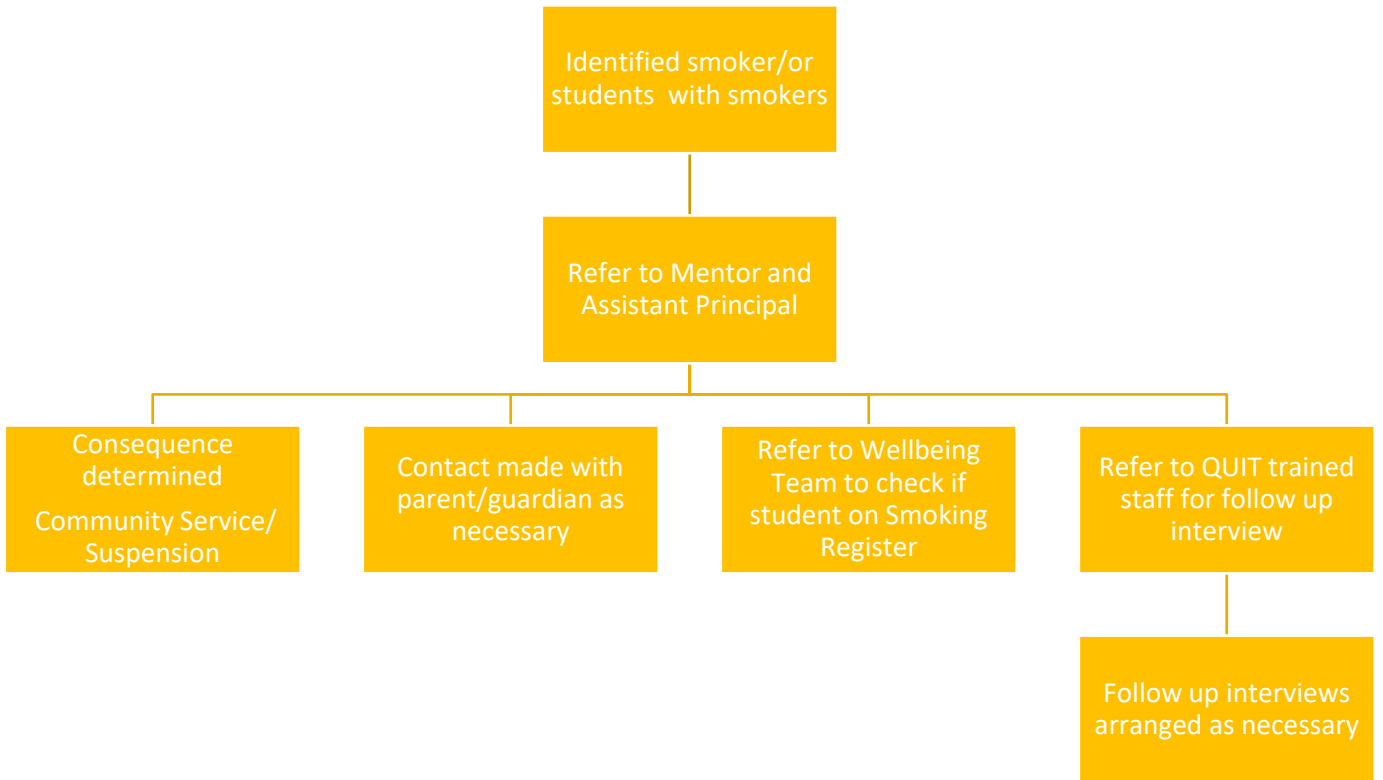 Identified smoker/or
students with smokers
Refer to Mentor and
Assistant Principal
Consequence
determined
Community Service/
Suspension
Contact made with
parent/guardian as
necessary
Refer to Wellbeing
Team to check if
student on Smoking
Register
Refer to QUIT trained
staff for follow up
interview
Follow up interviews
arranged as necessary